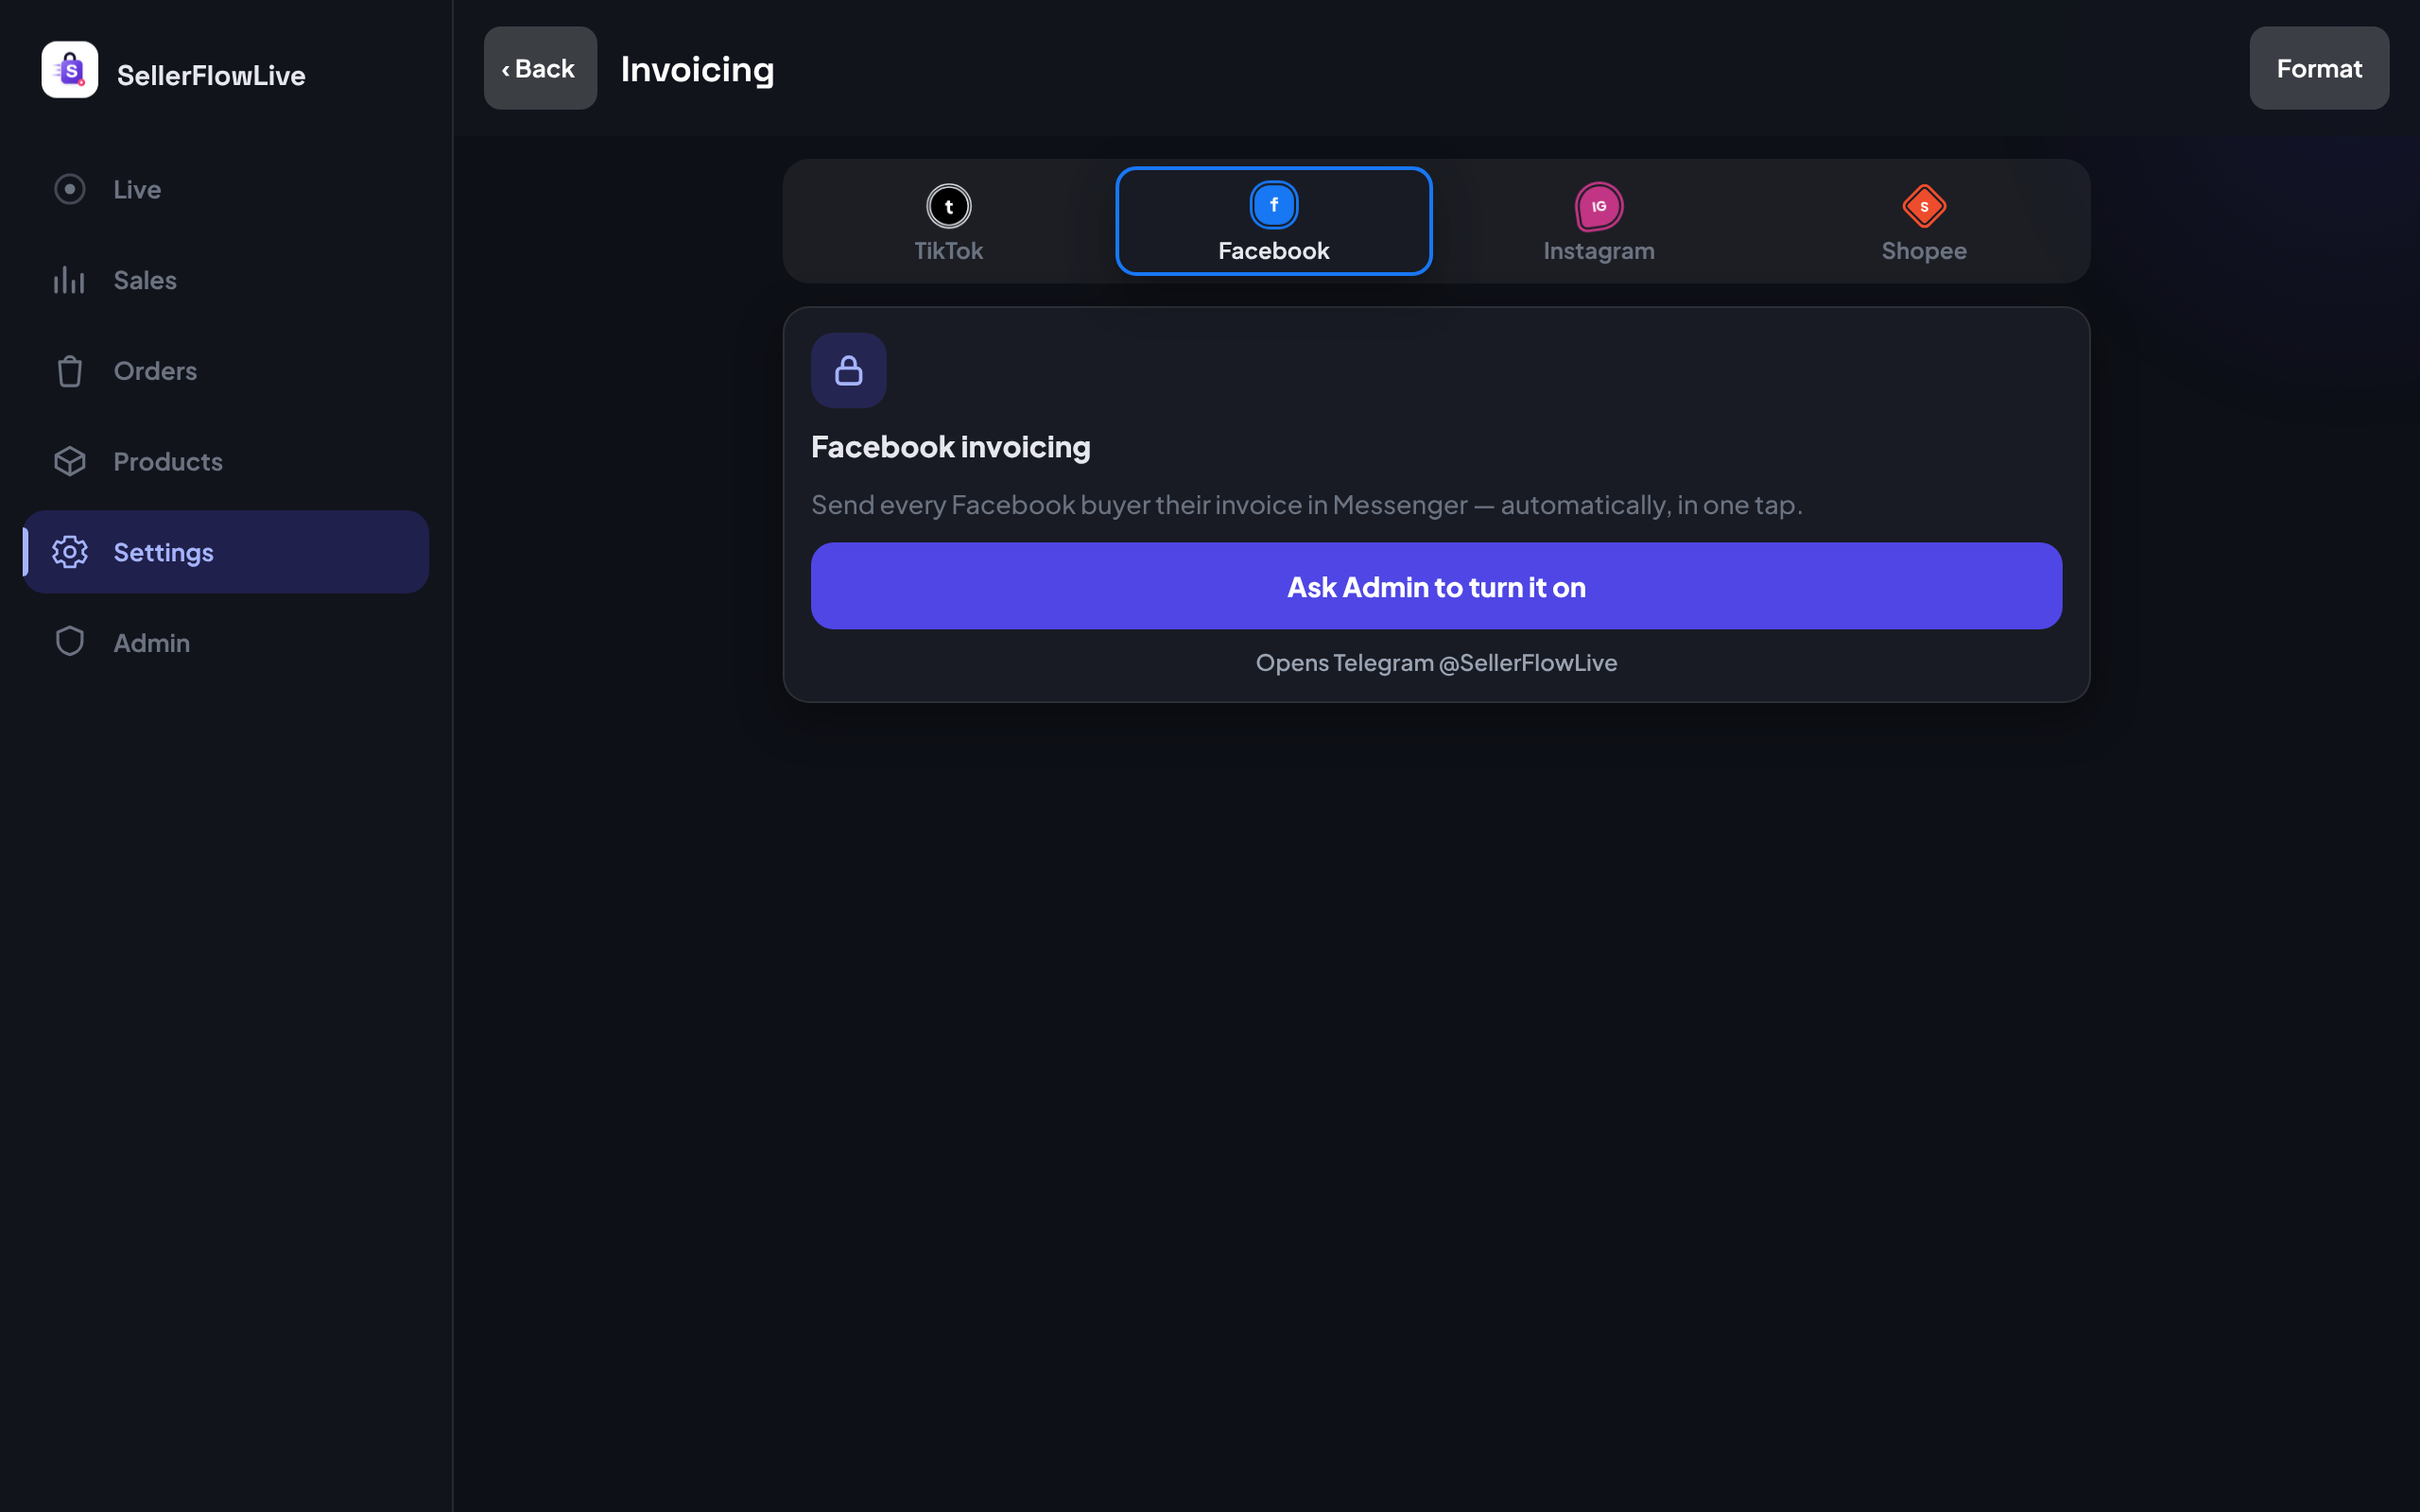 S
SellerFlowLive
Live
Sales
Orders
Products
Settings
Admin
‹ Back
Invoicing
Format
t
TikTok
f
Facebook
IG
Instagram
S
Shopee
Facebook invoicing
Send every Facebook buyer their invoice in Messenger — automatically, in one tap.
Ask Admin to turn it on
Opens Telegram @SellerFlowLive